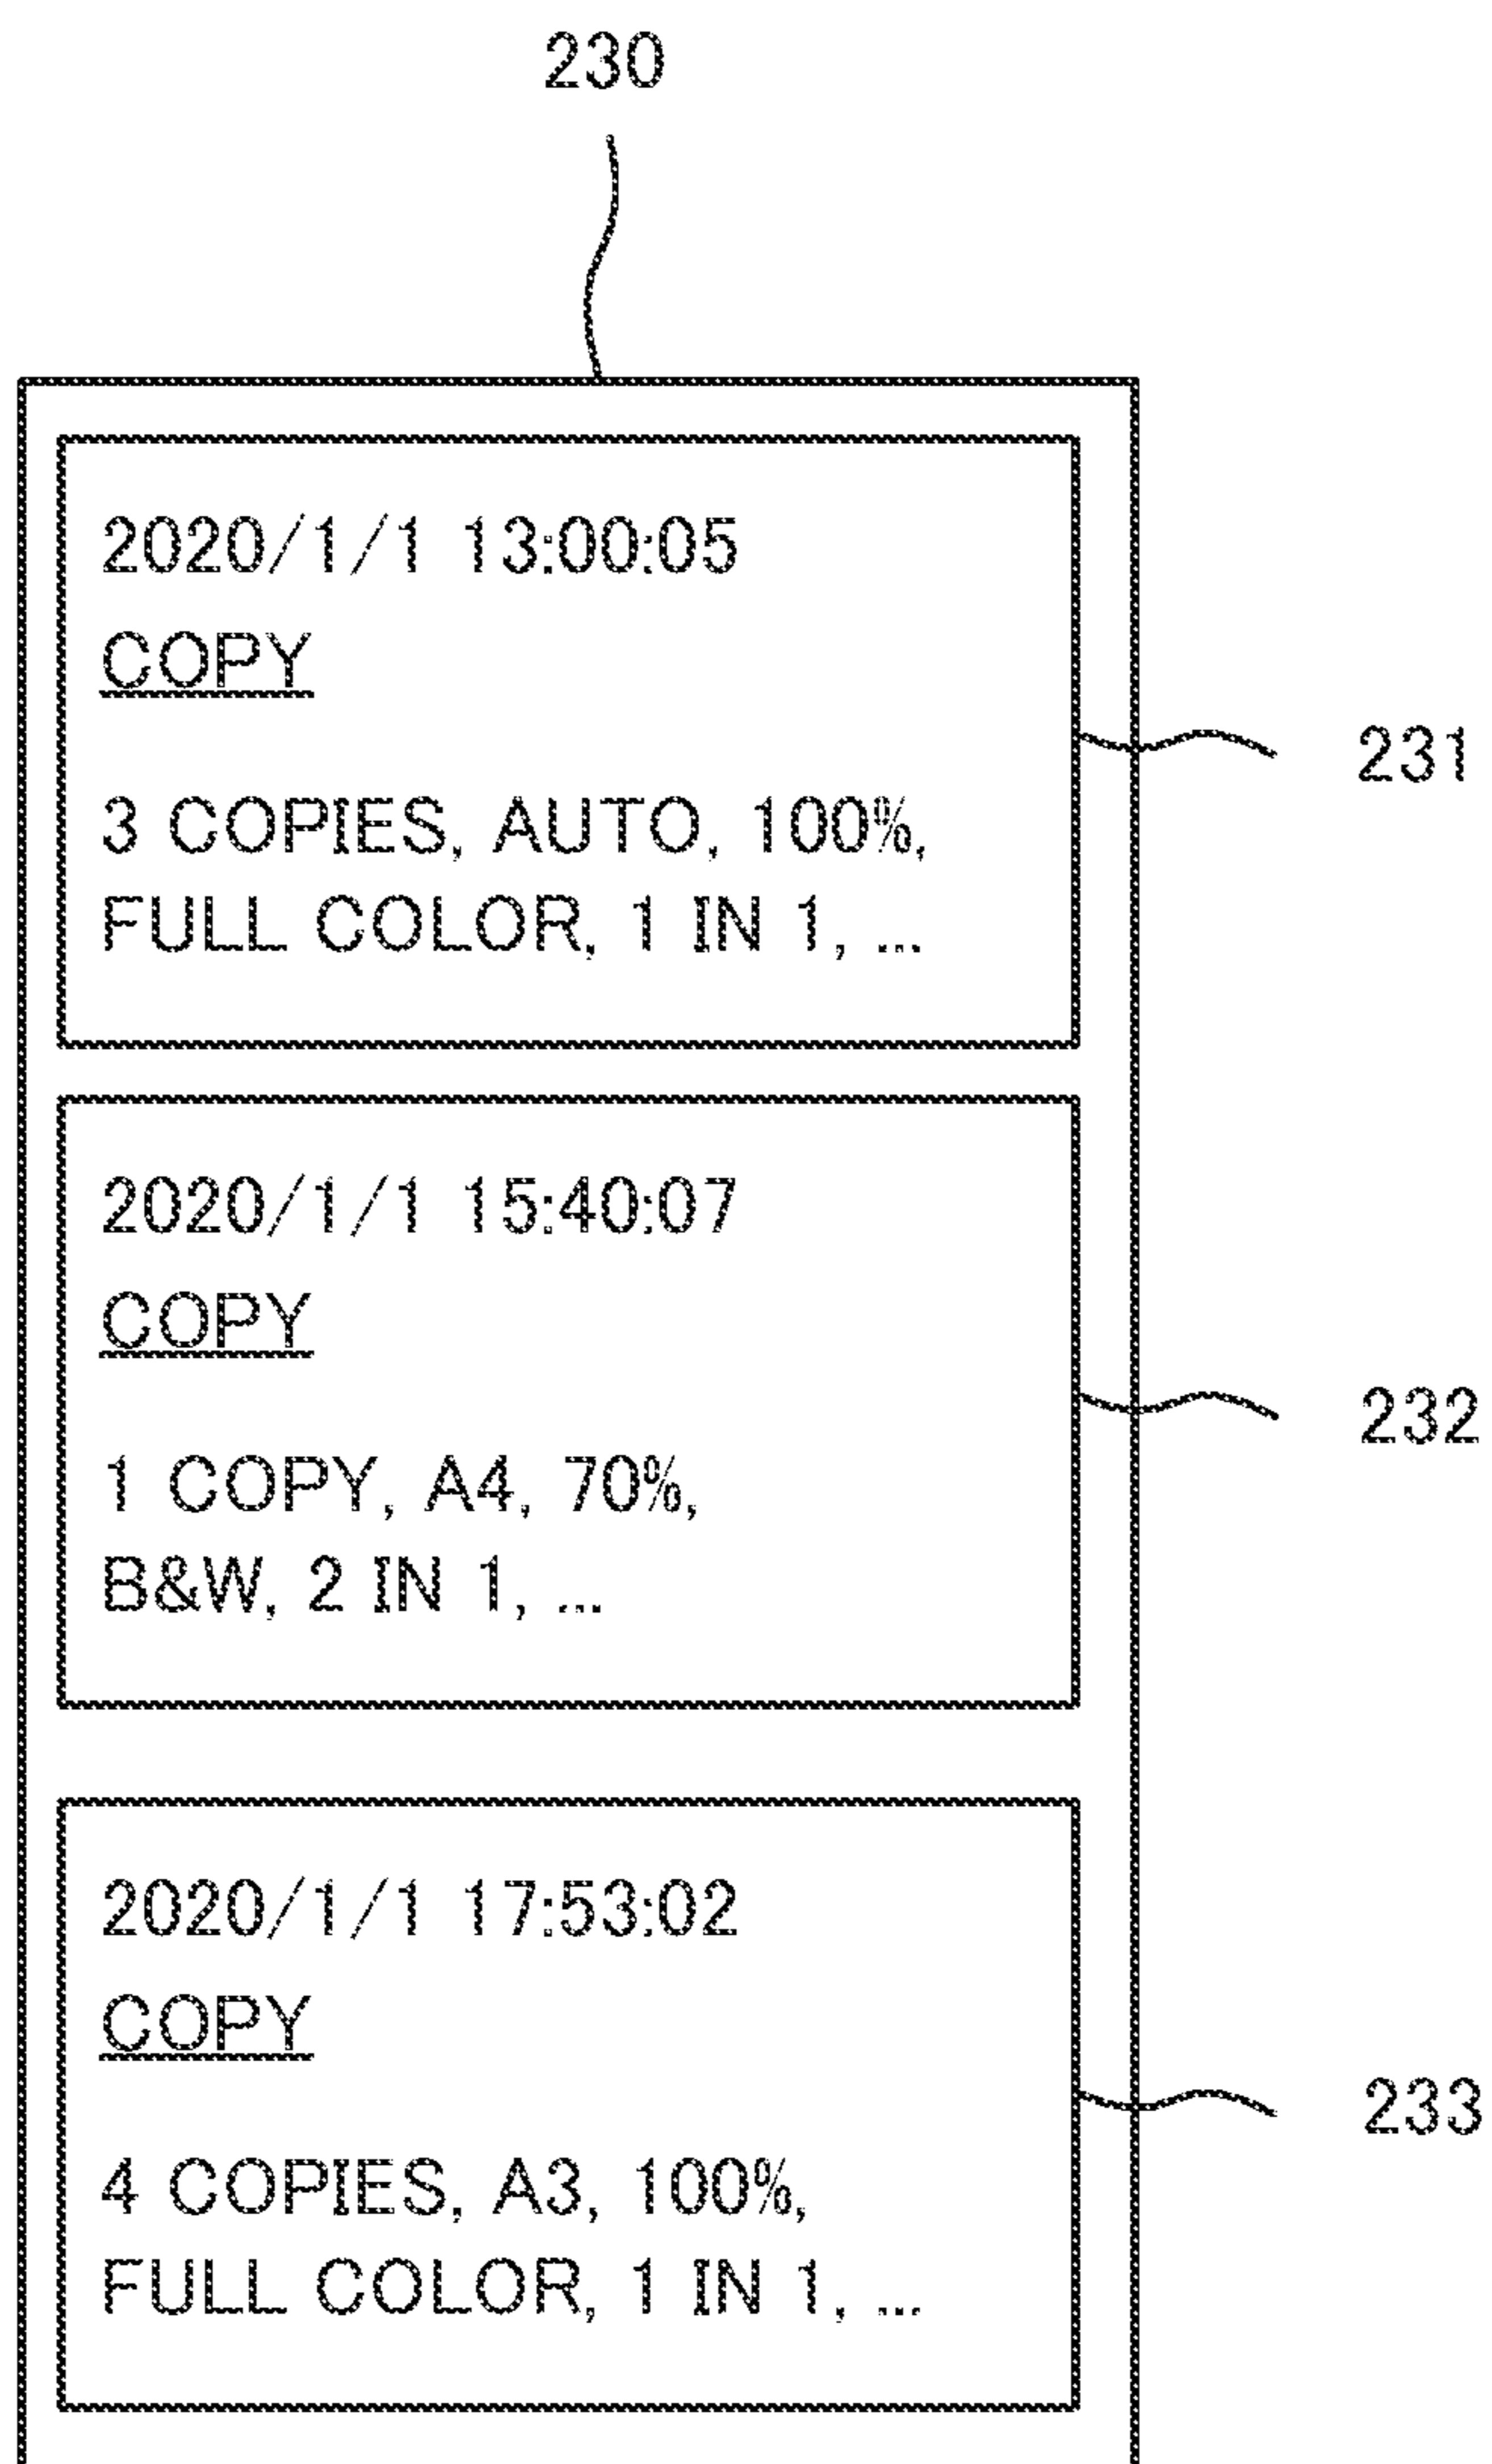 230
2020/1/1 13:00:05
COPY
231
3 COPIES, AUTO, 100%,
FULL COLOR, 1 IN 1, ...
2020/1/1 15:40:07
COPY
232
1 COPY, A4, 70%,
B&W, 2 IN 1, ...
2020/1/1 17:53:02
COPY
233
4 COPIES, A3, 100%,
FULL COLOR, 1 IN 1, ...